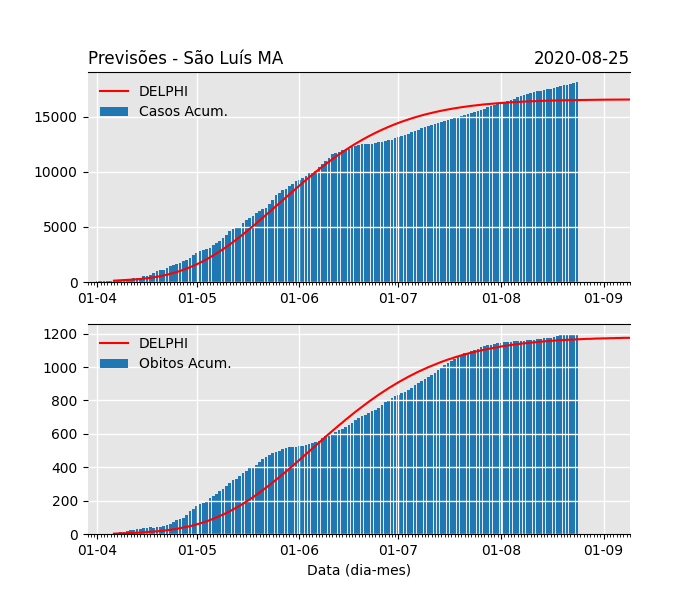 Previsões - São Luís MA 2020-08-25
DELPHI
Casos Acum.
15000
10000
5000
0
01-04 01-05 01-06 01-07 01-08 01-09
DELPHI
Obitos Acum.
1200
1000
800
600
400
200
0
01-04 01-05 01-06 01-07 01-08 01-09
Data (dia-mes)